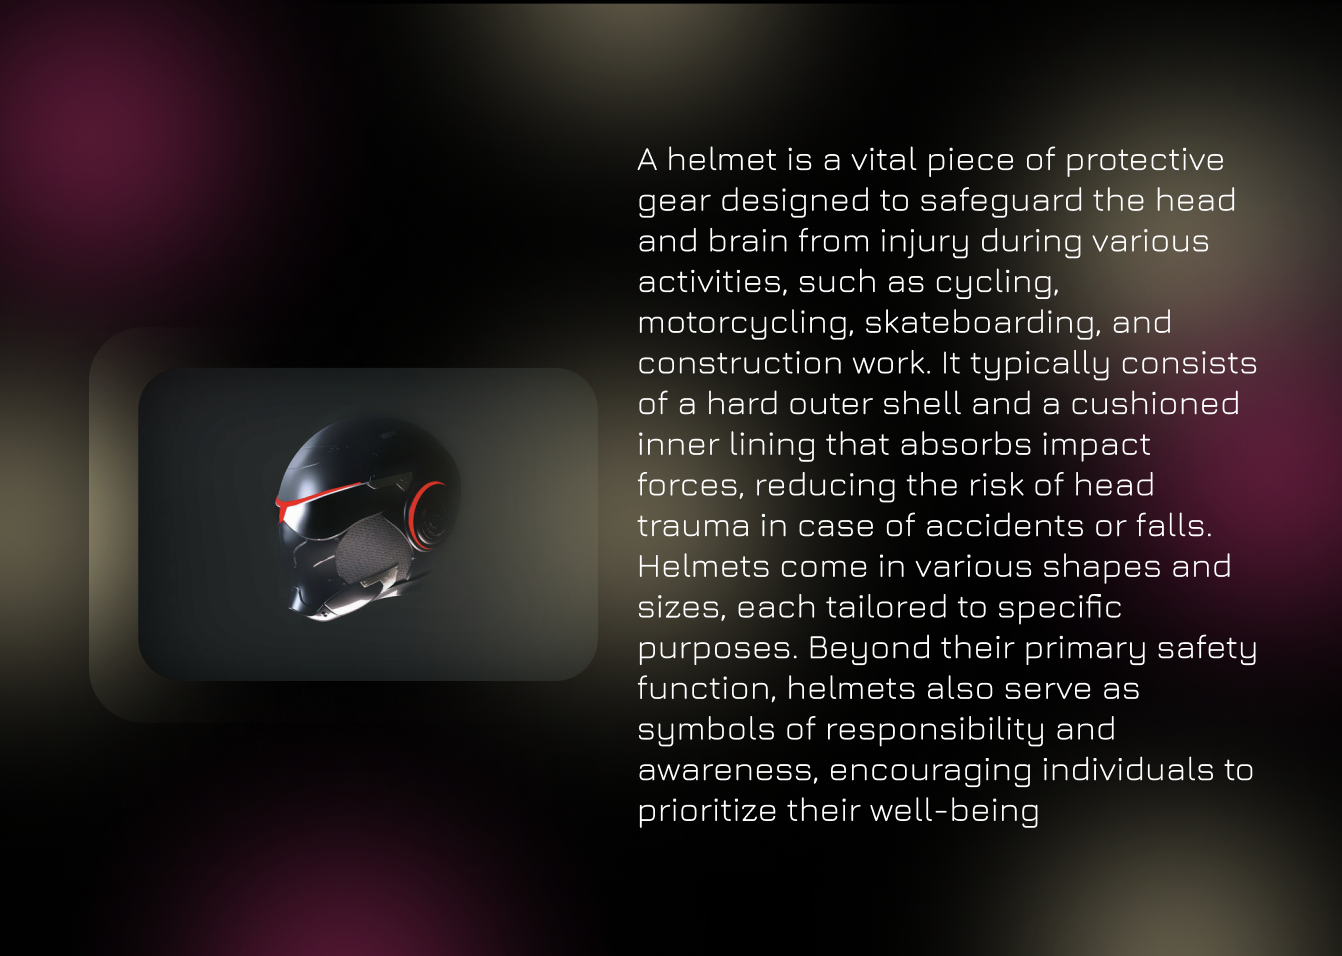 A helmet is a vital piece of protective
gear designed to safeguard the head
and brain from injury during various
activities, such as cycling,
motorcycling, skateboarding, and
construction work. It typically consists
of a hard outer shell and a cushioned
inner lining that absorbs impact
forces, reducing the risk of head
trauma in case of accidents or falls.
Helmets come in various shapes and
sizes, each tailored to specific
purposes. Beyond their primary safety
function, helmets also serve as
symbols of responsibility and
awareness, encouraging individuals to
prioritize their well-being